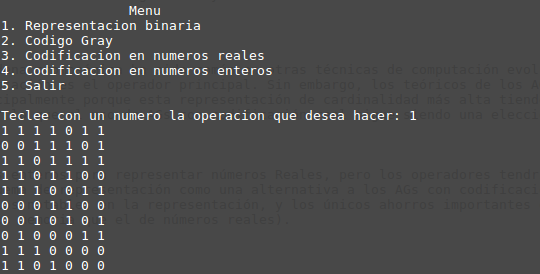 Menu
1. Representacion binaria
2. Codigo Gray
3. Codificacion en numeros reales
4. Codificacion en numeros enteros
5. Salir
Teclee con un numero la operacion que desea hacer: 1
1 1 1 1 0 1 1
0 0 1 1 1 0 1
1 1 0 1 1 1 1
1 1 0 1 1 0 0
1 1 1 0 0 1 1
0 0 0 1 1 0 0
0 0 1 0 1 0 1
0 1 0 0 0 1 1
1 1 1 0 0 0 0
1 1 0 1 0 0 0